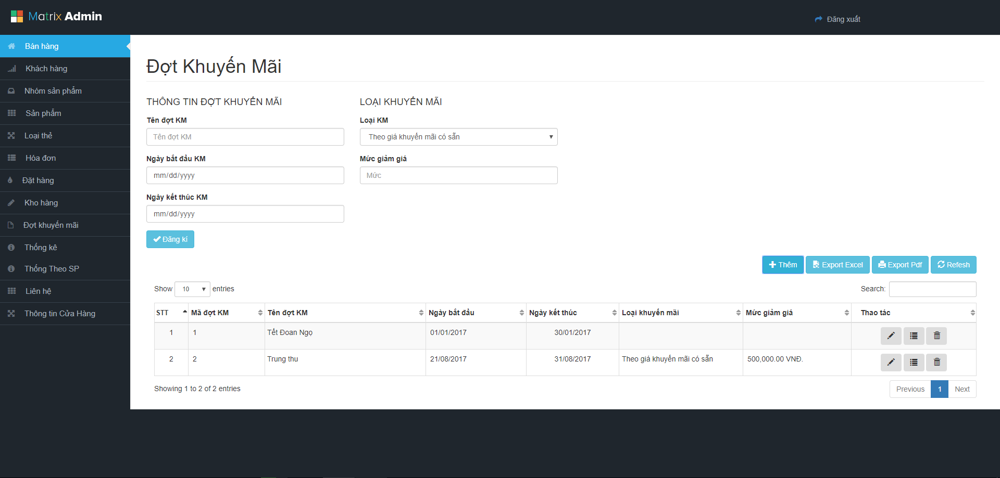 Matrix Admin
Đăng xuất
Bán hàng
Khách hàng
Nhóm sản phẩm
Sản phẩm
Loại thẻ
Hóa đơn
Đặt hàng
Kho hàng
Đợt khuyến mãi
Thống kê
Thống Theo SP
Liên hệ
Thông tin Cửa Hàng
Đợt Khuyến Mãi
THÔNG TIN ĐỢT KHUYẾN MÃI
Tên đợt KM
Tên đợt KM
Ngày bắt đầu KM
mm/dd/yyyy
Ngày kết thúc KM
mm/dd/yyyy
Đăng kí
LOẠI KHUYẾN MÃI
Loại KM
Theo giá khuyến mãi có sẵn
Mức giảm giá
Mức
Thêm Export Excel Export Pdf Refesh
Show 10 entries Search:
STT Mã đợt KM Tên đợt KM Ngày bắt đầu Ngày kết thúc Loại khuyến mãi Mức giảm giá Thao tác
1 1 Tết Đoan Ngọ 01/01/2017 30/01/2017
2 2 Trung thu 21/08/2017 31/08/2017 Theo giá khuyến mãi có sẵn 500,000.00 VNĐ.
Showing 1 to 2 of 2 entries Previous 1 Next